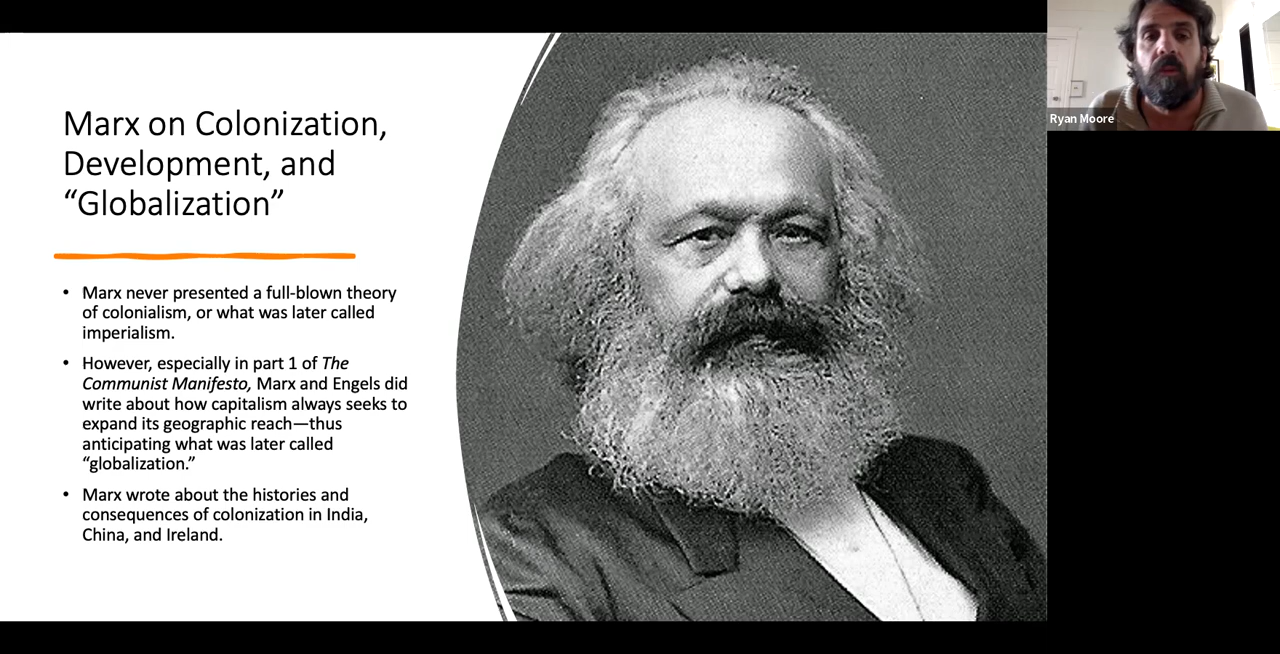 Marx on Colonization,
Development, and
“Globalization”
• Marx never presented a full-blown theory
of colonialism, or what was later called
imperialism.
• However, especially in part 1 of The
Communist Manifesto, Marx and Engels did
write about how capitalism always seeks to
expand its geographic reach—thus
anticipating what was later called
“globalization.”
• Marx wrote about the histories and
consequences of colonization in India,
China, and Ireland.
Ryan Moore